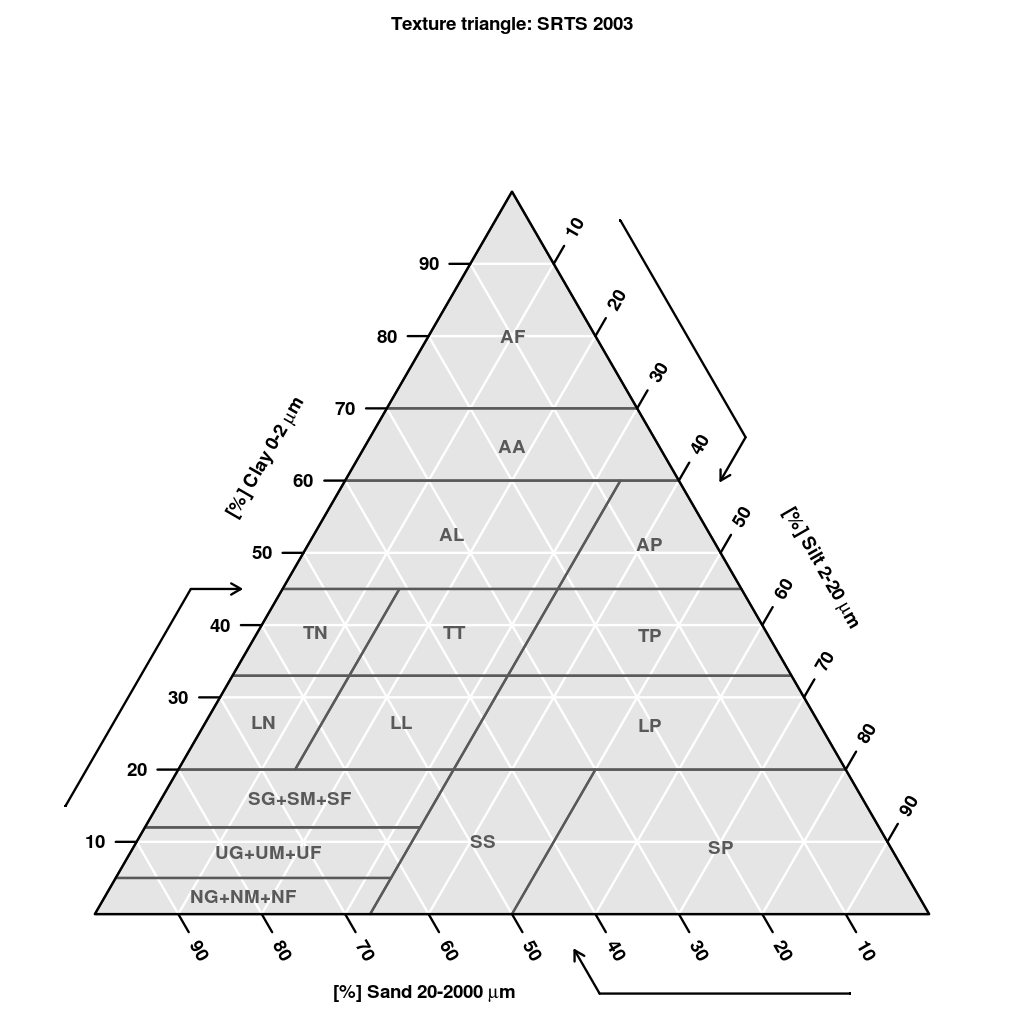 Texture triangle: SRTS 2003
10
90
20
80
AF
30
70
40
AA
60
50
AL
AP
50
[%] Clay 0-2 μm
[%] Silt 2-20 μm
60
40
TN
TT
TP
70
30
LN
LL
LP
80
20
SG+SM+SF
90
10
SS
SP
UG+UM+UF
NG+NM+NF
90
80
70
60
50
40
30
20
10
[%] Sand 20-2000 μm